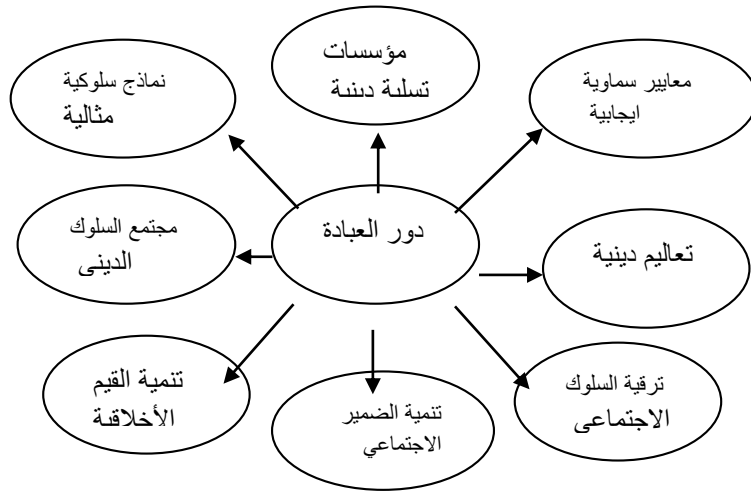 مؤسسات
تسلية دينية
معايير سماوية
ايجابية
نماذج سلوكية
مثالية
دور العبادة
مجتمع السلوك
الدينى
تعاليم دينية
تنمية القيم
الأخلاقية
تنمية الضمير
الاجتماعي
ترقية السلوك
الاجتماعى